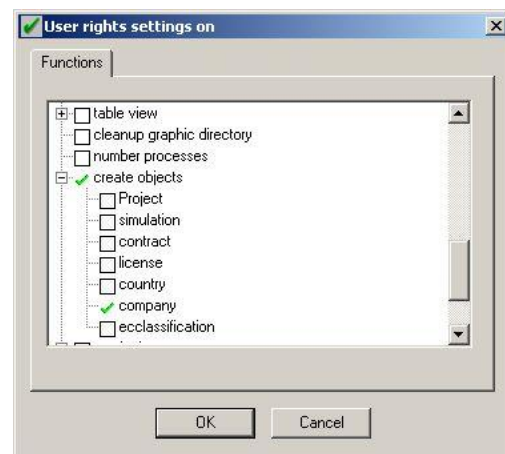 User rights settings on
Functions
table view
cleanup graphic directory
number processes
create objects
Project
simulation
contract
license
country
company
ecclassification
OK
Cancel